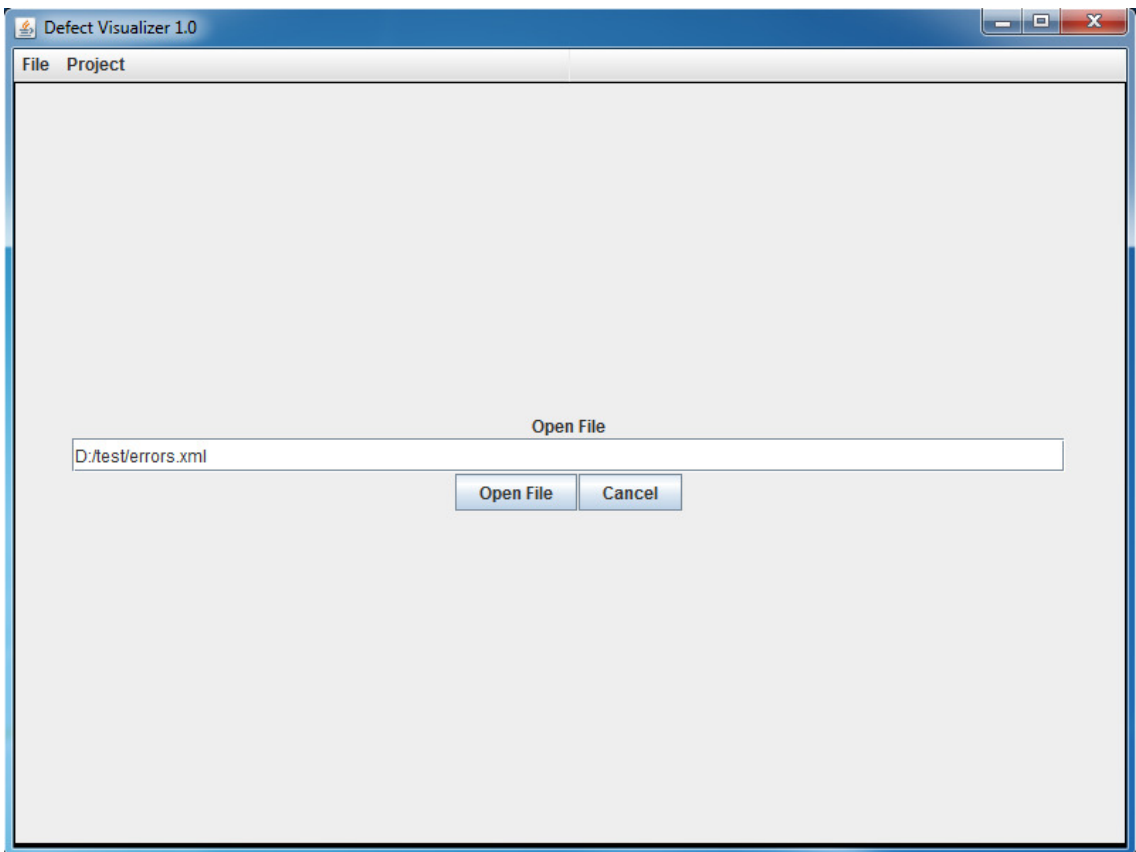 Defect Visualizer 1.0
File Project
Open File
D:/test/errors.xml
Open File Cancel